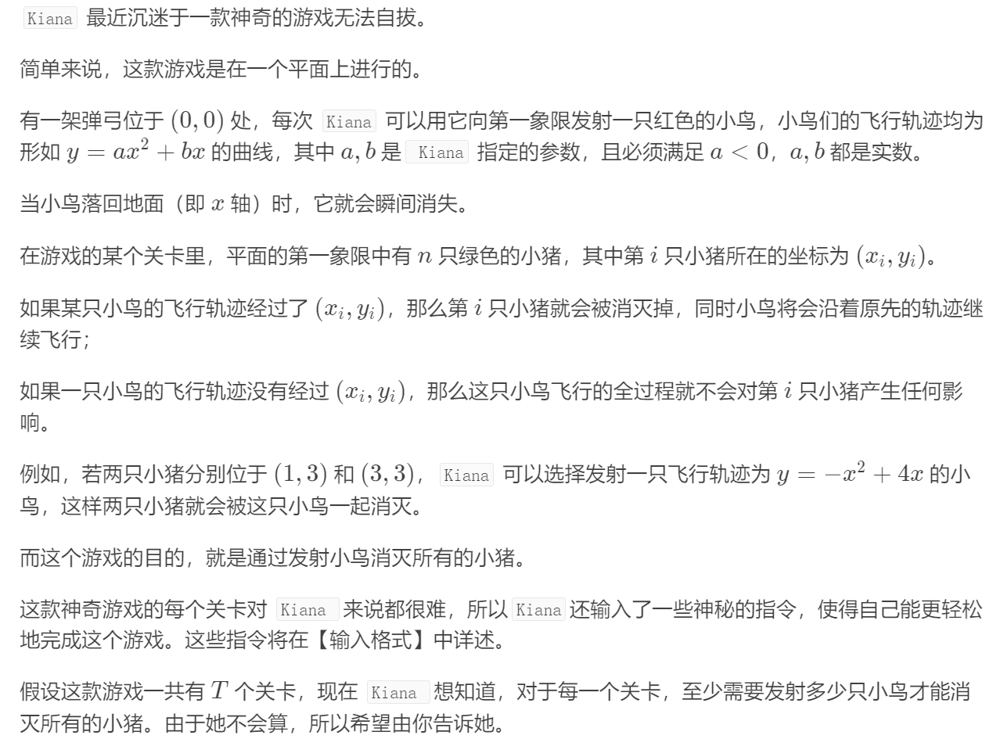 Kiana 最近沉迷于一款神奇的游戏无法自拔。
简单来说，这款游戏是在一个平面上进行的。
有一架弹弓位于 (0,0) 处，每次 Kiana 可以用它向第一象限发射一只红色的小鸟，小鸟们的飞行轨迹均为
形如 y = ax² + bx 的曲线，其中 a, b 是 Kiana 指定的参数，且必须满足 a < 0，a, b 都是实数。
当小鸟落回地面（即 x 轴）时，它就会瞬间消失。
在游戏的某个关卡里，平面的第一象限中有 n 只绿色的小猪，其中第 i 只小猪所在的坐标为 (xᵢ, yᵢ)。
如果某只小鸟的飞行轨迹经过了 (xᵢ, yᵢ)，那么第 i 只小猪就会被消灭掉，同时小鸟将会沿着原先的轨迹继
续飞行；
如果一只小鸟的飞行轨迹没有经过 (xᵢ, yᵢ)，那么这只小鸟飞行的全过程就不会对第 i 只小猪产生任何影
响。
例如，若两只小猪分别位于 (1,3) 和 (3,3)， Kiana 可以选择发射一只飞行轨迹为 y = −x² + 4x 的小
鸟，这样两只小猪就会被这只小鸟一起消灭。
而这个游戏的目的，就是通过发射小鸟消灭所有的小猪。
这款神奇游戏的每个关卡对 Kiana 来说都很难，所以 Kiana 还输入了一些神秘的指令，使得自己能更轻松
地完成这个游戏。这些指令将在【输入格式】中详述。
假设这款游戏一共有 T 个关卡，现在 Kiana 想知道，对于每一个关卡，至少需要发射多少只小鸟才能消
灭所有的小猪。由于她不会算，所以希望由你告诉她。